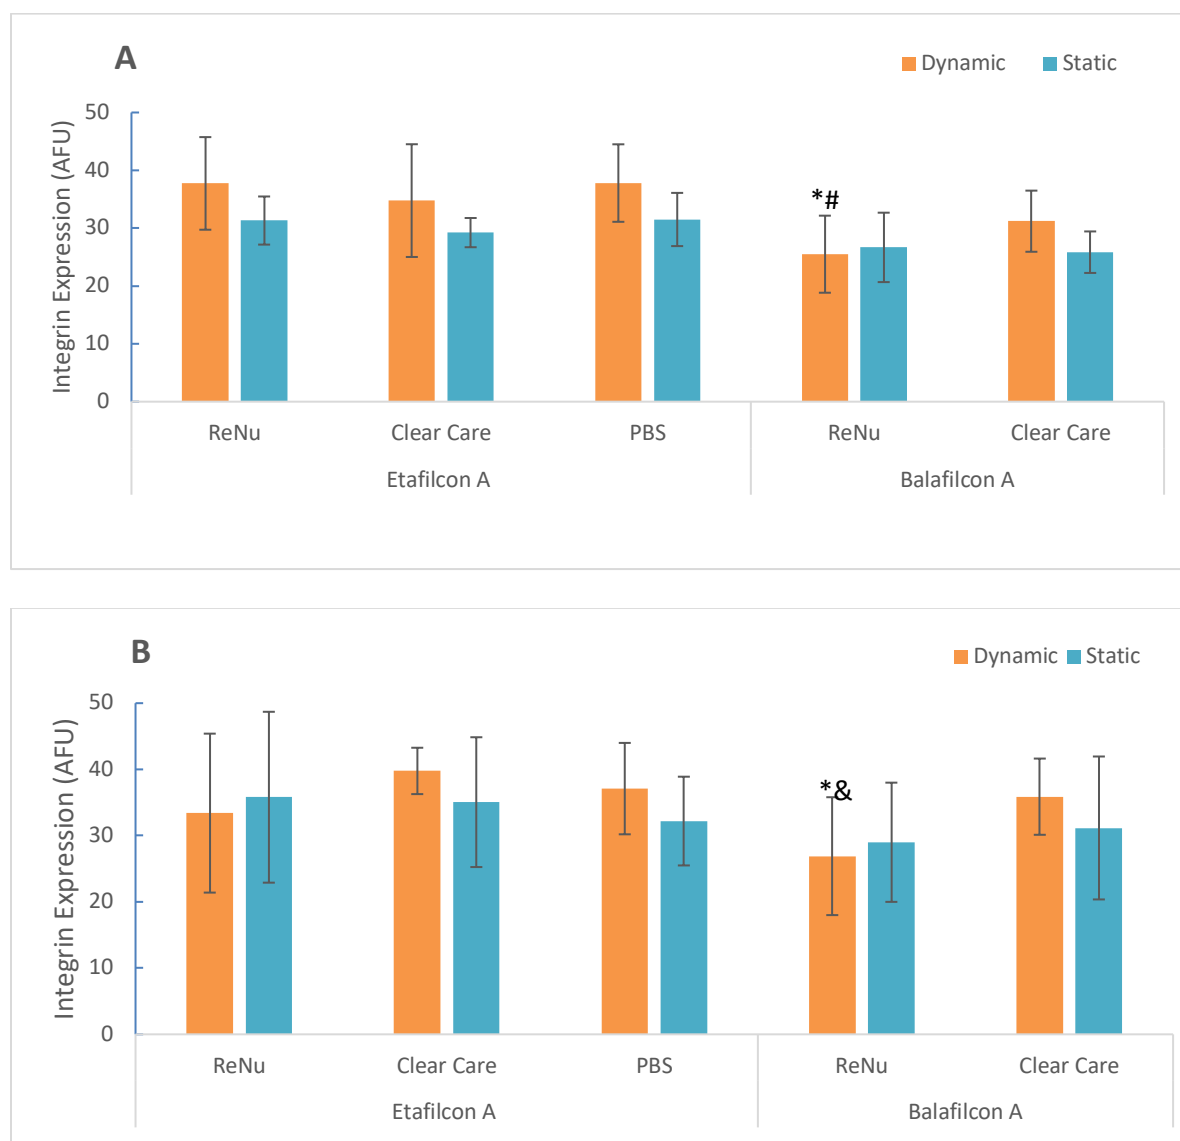 A
Dynamic Static
Integrin Expression (AFU)
50
40
30
20
10
0
*#
ReNu Clear Care PBS ReNu Clear Care
Etafilcon A Balafilcon A
B
Dynamic Static
Integrin Expression (AFU)
50
40
30
20
10
0
*&
ReNu Clear Care PBS ReNu Clear Care
Etafilcon A Balafilcon A